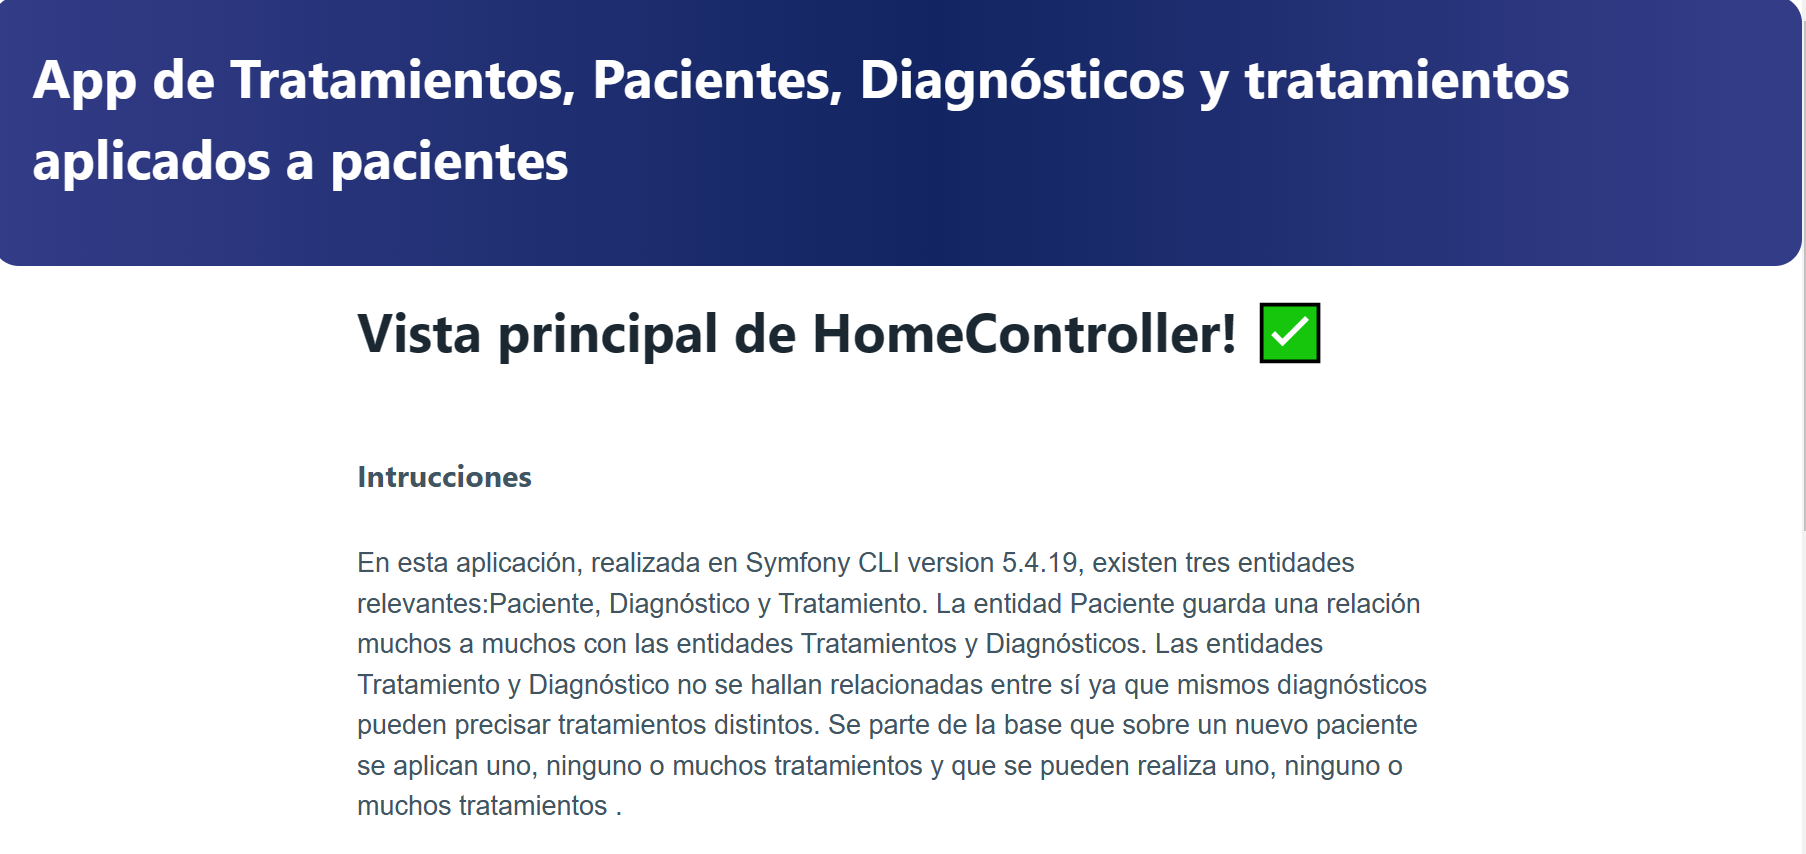 App de Tratamientos, Pacientes, Diagnósticos y tratamientos
aplicados a pacientes
Vista principal de HomeController! ✅
Intrucciones
En esta aplicación, realizada en Symfony CLI version 5.4.19, existen tres entidades
relevantes:Paciente, Diagnóstico y Tratamiento. La entidad Paciente guarda una relación
muchos a muchos con las entidades Tratamientos y Diagnósticos. Las entidades
Tratamiento y Diagnóstico no se hallan relacionadas entre sí ya que mismos diagnósticos
pueden precisar tratamientos distintos. Se parte de la base que sobre un nuevo paciente
se aplican uno, ninguno o muchos tratamientos y que se pueden realiza uno, ninguno o
muchos tratamientos .